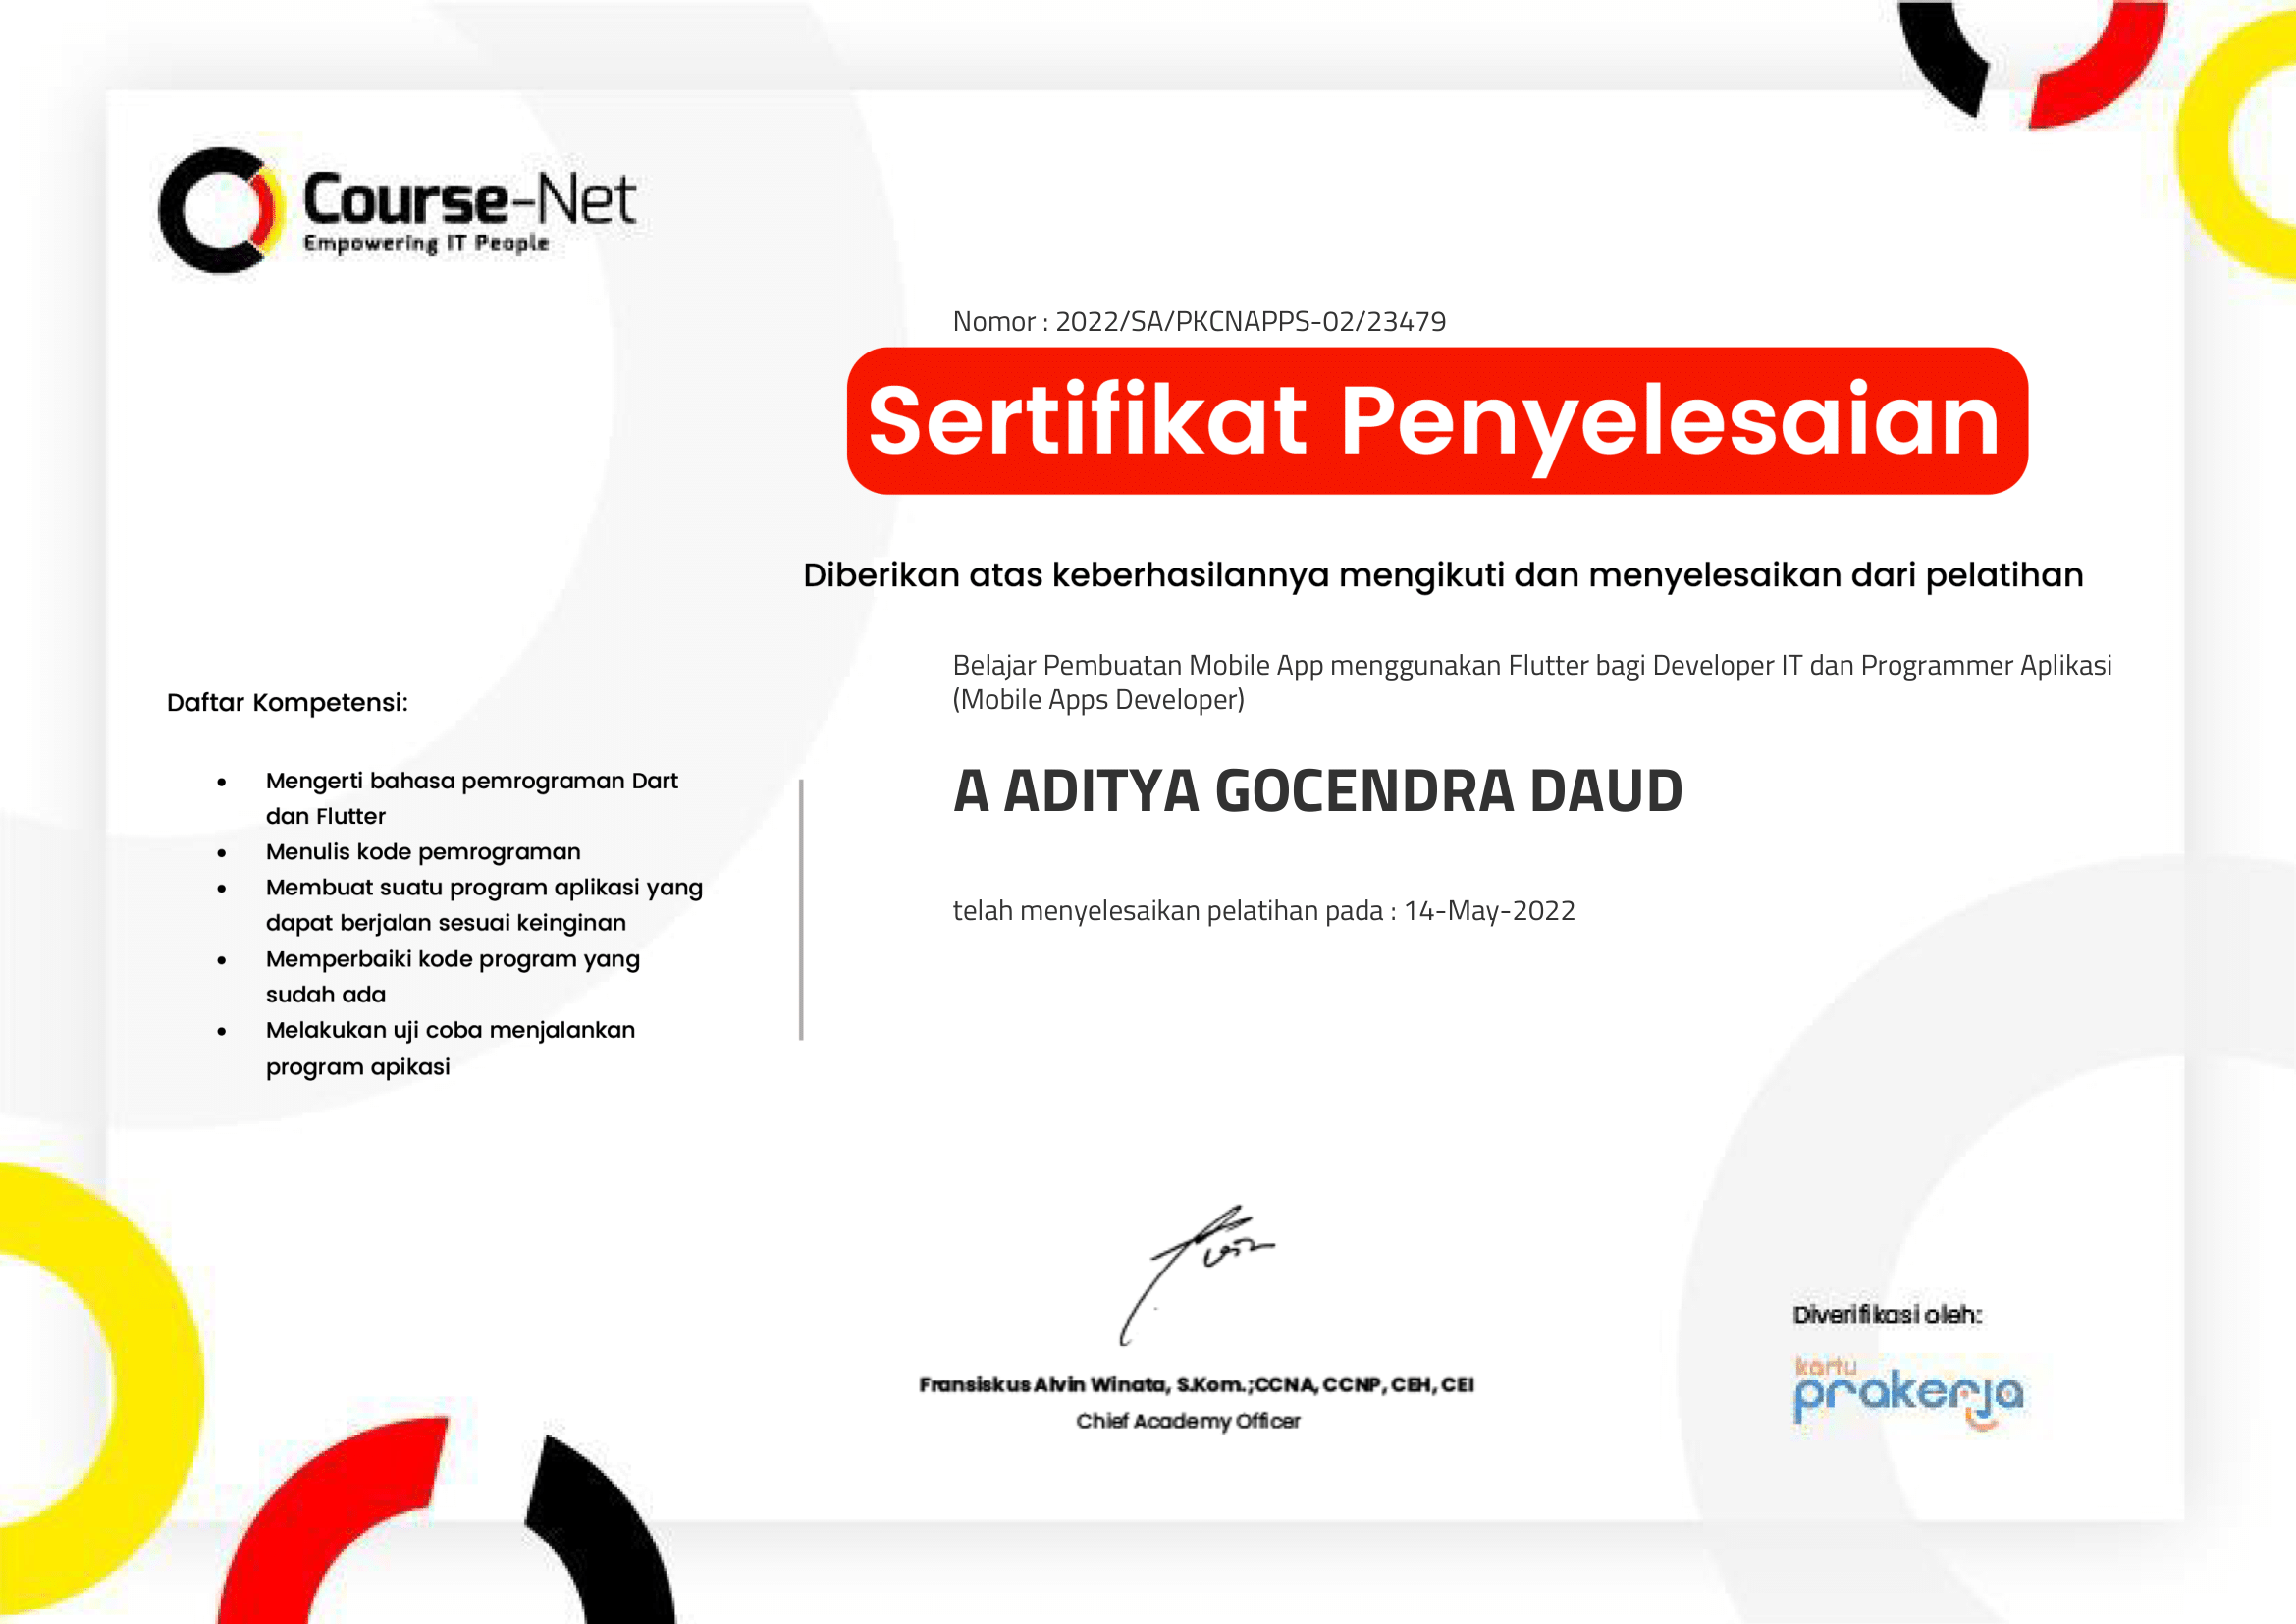 Course-Net
Empowering IT People
Nomor : 2022/SA/PKCNAPPS-02/23479
Sertifikat Penyelesaian
Diberikan atas keberhasilannya mengikuti dan menyelesaikan dari pelatihan
Belajar Pembuatan Mobile App menggunakan Flutter bagi Developer IT dan Programmer Aplikasi
(Mobile Apps Developer)
A ADITYA GOCENDRA DAUD
telah menyelesaikan pelatihan pada : 14-May-2022
Daftar Kompetensi:
• Mengerti bahasa pemrograman Dart
dan Flutter
• Menulis kode pemrograman
• Membuat suatu program aplikasi yang
dapat berjalan sesuai keinginan
• Memperbaiki kode program yang
sudah ada
• Melakukan uji coba menjalankan
program apikasi
Fransiskus Alvin Winata, S.Kom.;CCNA, CCNP, CEH, CEI
Chief Academy Officer
Diverifikasi oleh:
kartu
prakerja